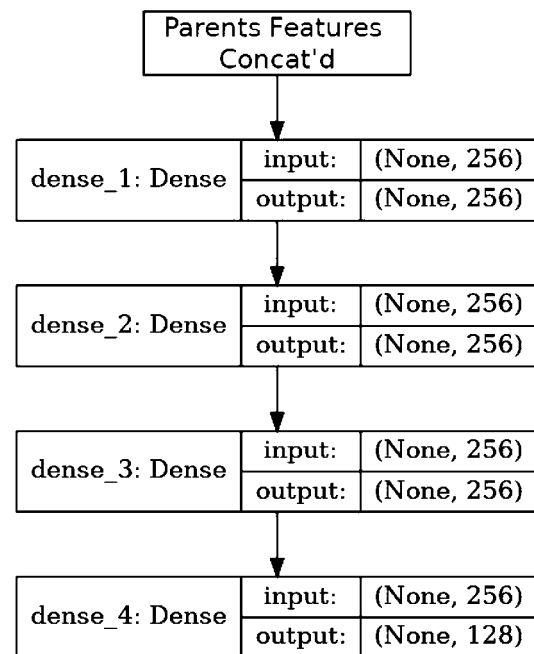 Parents Features
Concat'd
dense_1: Dense
input:
(None, 256)
output:
(None, 256)
dense_2: Dense
input:
(None, 256)
output:
(None, 256)
dense_3: Dense
input:
(None, 256)
output:
(None, 256)
dense_4: Dense
input:
(None, 256)
output:
(None, 128)